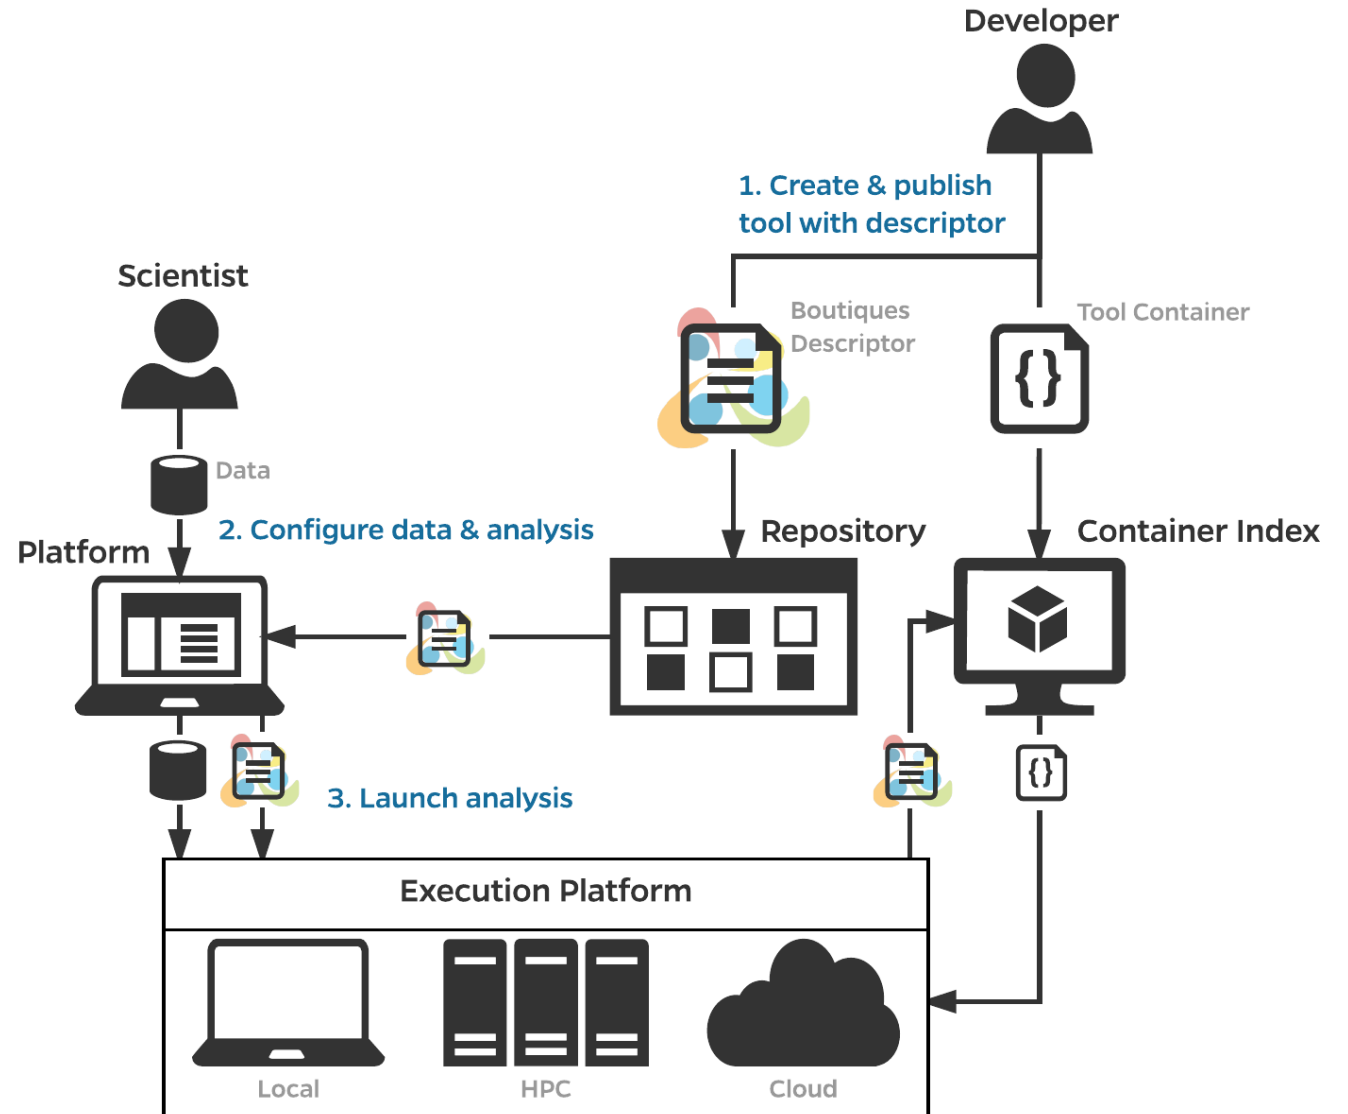 Developer
1. Create & publish
tool with descriptor
Scientist
Boutiques
Descriptor
Tool Container
{}
Data
2. Configure data & analysis
Platform
Repository
Container Index
3. Launch analysis
{}
Execution Platform
Local
HPC
Cloud